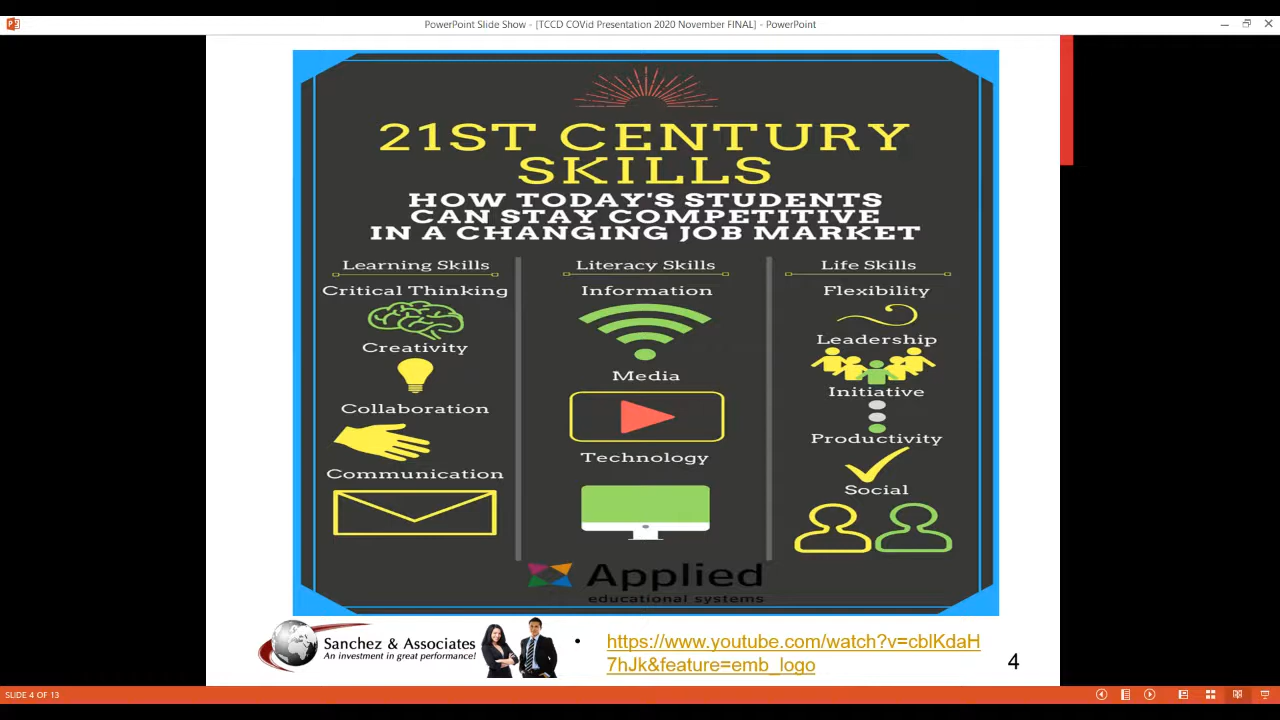 PowerPoint Slide Show - [TCCD COVid Presentation 2020 November FINAL] - PowerPoint
21ST CENTURY
SKILLS
HOW TODAY'S STUDENTS
CAN STAY COMPETITIVE
IN A CHANGING JOB MARKET
Learning Skills
Critical Thinking
Creativity
Collaboration
Communication
Literacy Skills
Information
Media
Technology
Life Skills
Flexibility
Leadership
Initiative
Productivity
Social
Applied
educational systems
Sanchez & Associates
An investment in great performance!
• https://www.youtube.com/watch?v=cblKdaH
7hJk&feature=emb_logo
4
SLIDE 4 OF 13